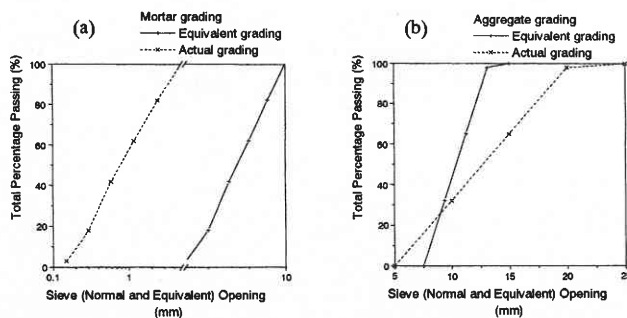 (a)
Mortar grading
Equivalent grading
Actual grading
Total Percentage Passing (%)
100
80
60
40
20
0
0.1
1
10
Sieve (Normal and Equivalent) Opening
(mm)
(b)
Aggregate grading
Equivalent grading
Actual grading
Total Percentage Passing (%)
100
80
60
40
20
0
5
10
15
20
25
Sieve (Normal and Equivalent) Opening
(mm)